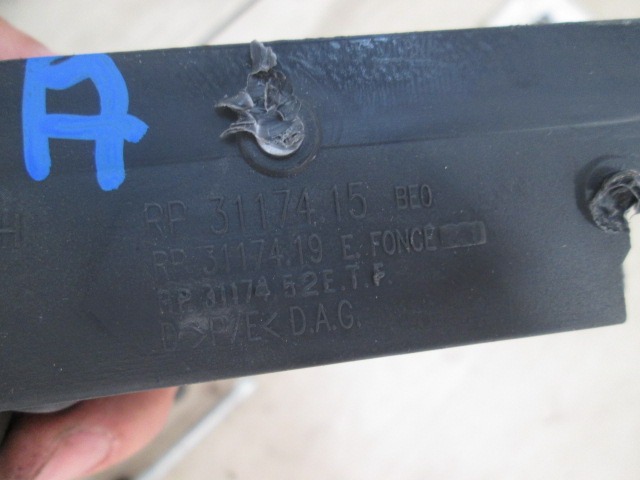 A
RP 31174.15 BEO
RP 31174.19 E. FONCE
RP 31174 52 E.T.F
D >P/E< D.A.G.